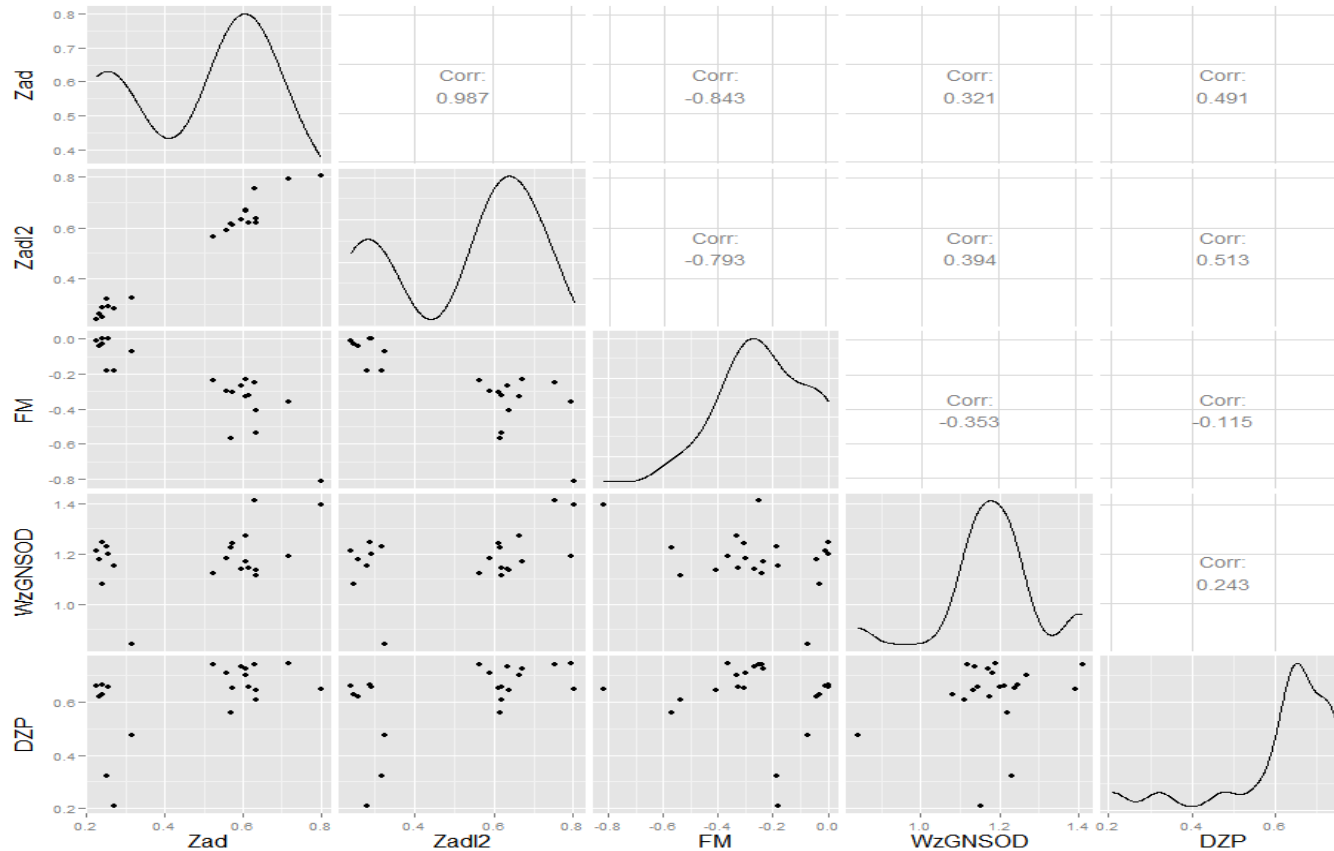 Zad
0.8
0.7
0.6
0.5
0.4
Corr:
0.987
Corr:
-0.843
Corr:
0.321
Corr:
0.491
Zadl2
0.8
0.6
0.4
Corr:
-0.793
Corr:
0.394
Corr:
0.513
FM
0.0
-0.2
-0.4
-0.6
-0.8
Corr:
-0.353
Corr:
-0.115
WzGNSOD
1.4
1.2
1.0
Corr:
0.243
DZP
0.6
0.4
0.2
0.2 0.4 0.6 0.8
0.4 0.6 0.8
-0.8 -0.6 -0.4 -0.2 0.0
1.0 1.2 1.4
0.2 0.4 0.6
Zad Zadl2 FM WzGNSOD DZP